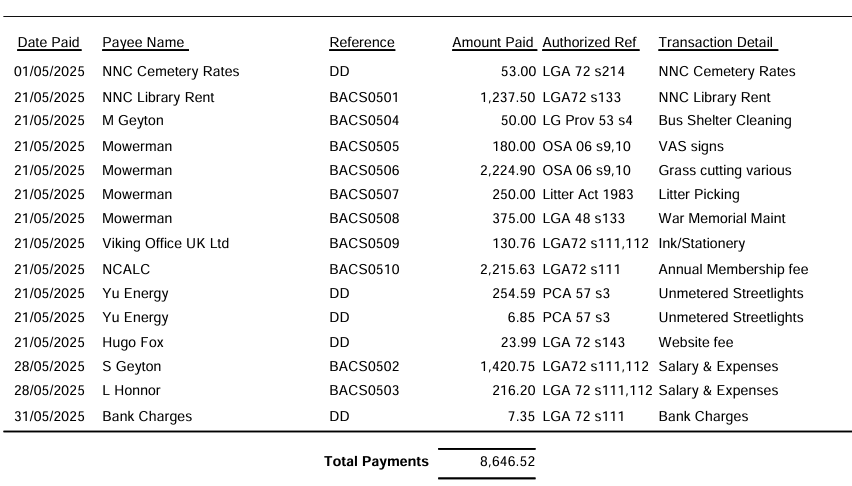 Date Paid Payee Name Reference Amount Paid Authorized Ref Transaction Detail
01/05/2025 NNC Cemetery Rates DD 53.00 LGA 72 s214 NNC Cemetery Rates
21/05/2025 NNC Library Rent BACS0501 1,237.50 LGA72 s133 NNC Library Rent
21/05/2025 M Geyton BACS0504 50.00 LG Prov 53 s4 Bus Shelter Cleaning
21/05/2025 Mowerman BACS0505 180.00 OSA 06 s9,10 VAS signs
21/05/2025 Mowerman BACS0506 2,224.90 OSA 06 s9,10 Grass cutting various
21/05/2025 Mowerman BACS0507 250.00 Litter Act 1983 Litter Picking
21/05/2025 Mowerman BACS0508 375.00 LGA 48 s133 War Memorial Maint
21/05/2025 Viking Office UK Ltd BACS0509 130.76 LGA72 s111,112 Ink/Stationery
21/05/2025 NCALC BACS0510 2,215.63 LGA72 s111 Annual Membership fee
21/05/2025 Yu Energy DD 254.59 PCA 57 s3 Unmetered Streetlights
21/05/2025 Yu Energy DD 6.85 PCA 57 s3 Unmetered Streetlights
21/05/2025 Hugo Fox DD 23.99 LGA 72 s143 Website fee
28/05/2025 S Geyton BACS0502 1,420.75 LGA72 s111,112 Salary & Expenses
28/05/2025 L Honnor BACS0503 216.20 LGA 72 s111,112 Salary & Expenses
31/05/2025 Bank Charges DD 7.35 LGA 72 s111 Bank Charges
Total Payments 8,646.52